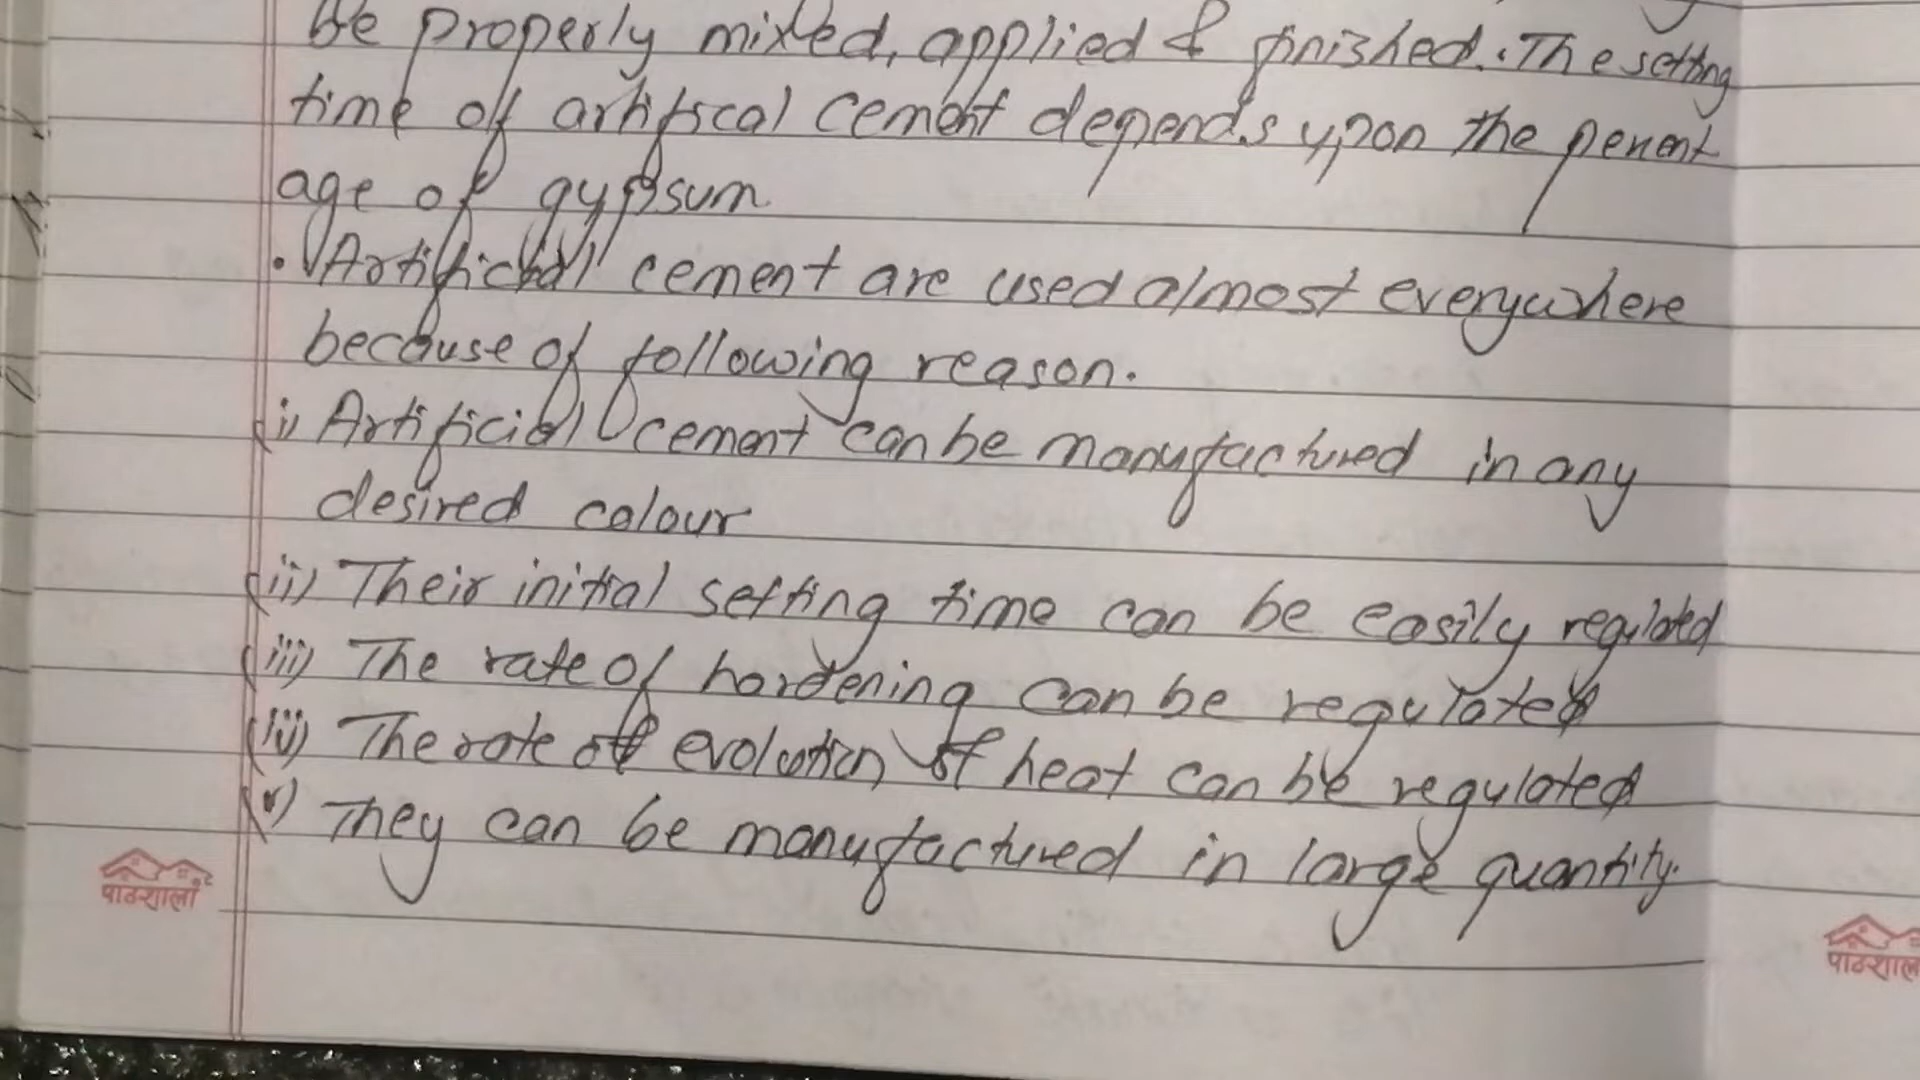 be properly mixed, applied & finished. The setting
time of artifical cement depends upon the percent
age of gypsum
. Artificial cement are used almost everywhere
because of following reason.
(i) Artificial cement can be manufactured in any
desired colour
(ii) Their initial setting time can be easily regulated
(iii) The rate of hardening can be regulated
(iv) The rate of evolution of heat can be regulated
(v) They can be manufactured in large quantity.
पाठशाला
पाठशाला